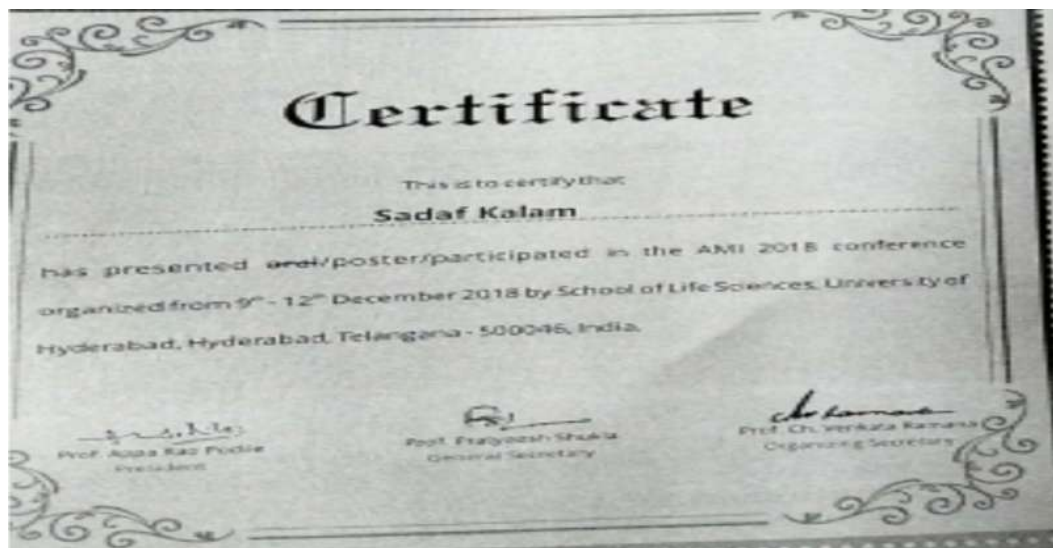 Certificate
This is to certify that
Sadaf Kalam
has presented oral/poster/participated in the AMI 2018 conference
organized from 9th - 12th December 2018 by School of Life Sciences, University of
Hyderabad, Hyderabad, Telangana - 500046, India.
Prof. Appa Rao Podile
President
Prof. Pratyoosh Shukla
General Secretary
Prof. Ch. Venkata Ramana
Organizing Secretary